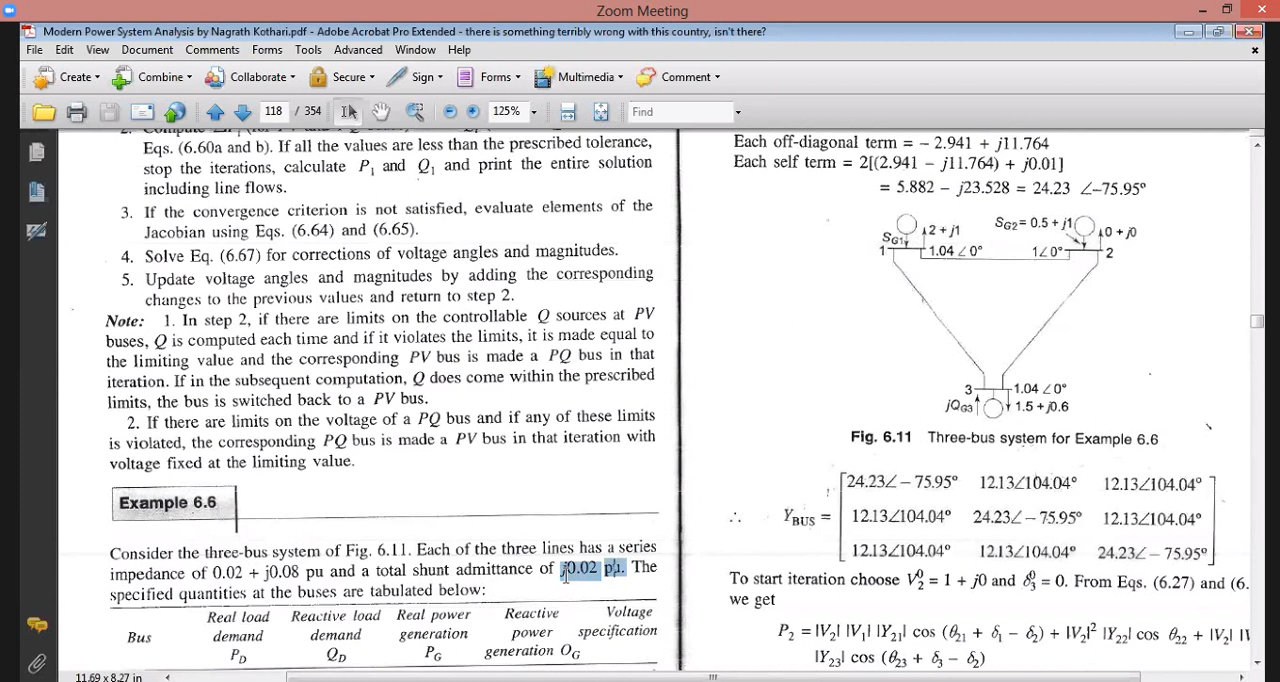 Zoom Meeting
Modern Power System Analysis by Nagrath Kothari.pdf - Adobe Acrobat Pro Extended - there is something terribly wrong with this country, isn't there?
File Edit View Document Comments Forms Tools Advanced Window Help
Create Combine Collaborate Secure Sign Forms Multimedia Comment
118 / 354 125% Find
Eqs. (6.60a and b). If all the values are less than the prescribed tolerance,
stop the iterations, calculate P₁ and Q₁ and print the entire solution
including line flows.
3. If the convergence criterion is not satisfied, evaluate elements of the
Jacobian using Eqs. (6.64) and (6.65).
4. Solve Eq. (6.67) for corrections of voltage angles and magnitudes.
5. Update voltage angles and magnitudes by adding the corresponding
changes to the previous values and return to step 2.
Note: 1. In step 2, if there are limits on the controllable Q sources at PV
buses, Q is computed each time and if it violates the limits, it is made equal to
the limiting value and the corresponding PV bus is made a PQ bus in that
iteration. If in the subsequent computation, Q does come within the prescribed
limits, the bus is switched back to a PV bus.
2. If there are limits on the voltage of a PQ bus and if any of these limits
is violated, the corresponding PQ bus is made a PV bus in that iteration with
voltage fixed at the limiting value.
Example 6.6
Consider the three-bus system of Fig. 6.11. Each of the three lines has a series
impedance of 0.02 + j0.08 pu and a total shunt admittance of j0.02 pu. The
specified quantities at the buses are tabulated below:
Real load Reactive load Real power Reactive Voltage
Bus demand demand generation power specification
P_D Q_D P_G generation Q_G
Each off-diagonal term = – 2.941 + j11.764
Each self term = 2[(2.941 – j11.764) + j0.01]
= 5.882 – j23.528 = 24.23 ∠–75.95°
S_G1 2 + j1 S_G2 = 0.5 + j1 0 + j0
1 1.04 ∠ 0° 1∠ 0° 2
3 1.04 ∠ 0°
jQ_G3 1.5 + j0.6
Fig. 6.11 Three-bus system for Example 6.6
24.23∠ – 75.95° 12.13∠104.04° 12.13∠104.04°
∴ Y_BUS = 12.13∠104.04° 24.23∠ – 75.95° 12.13∠104.04°
12.13∠104.04° 12.13∠104.04° 24.23∠ – 75.95°
To start iteration choose V₂⁰ = 1 + j0 and δ₃⁰ = 0. From Eqs. (6.27) and (6.
we get
P₂ = |V₂| |V₁| |Y₂₁| cos (θ₂₁ + δ₁ – δ₂) + |V₂|² |Y₂₂| cos θ₂₂ + |V₂|
|Y₂₃| cos (θ₂₃ + δ₃ – δ₂)
11.69 x 8.27 in